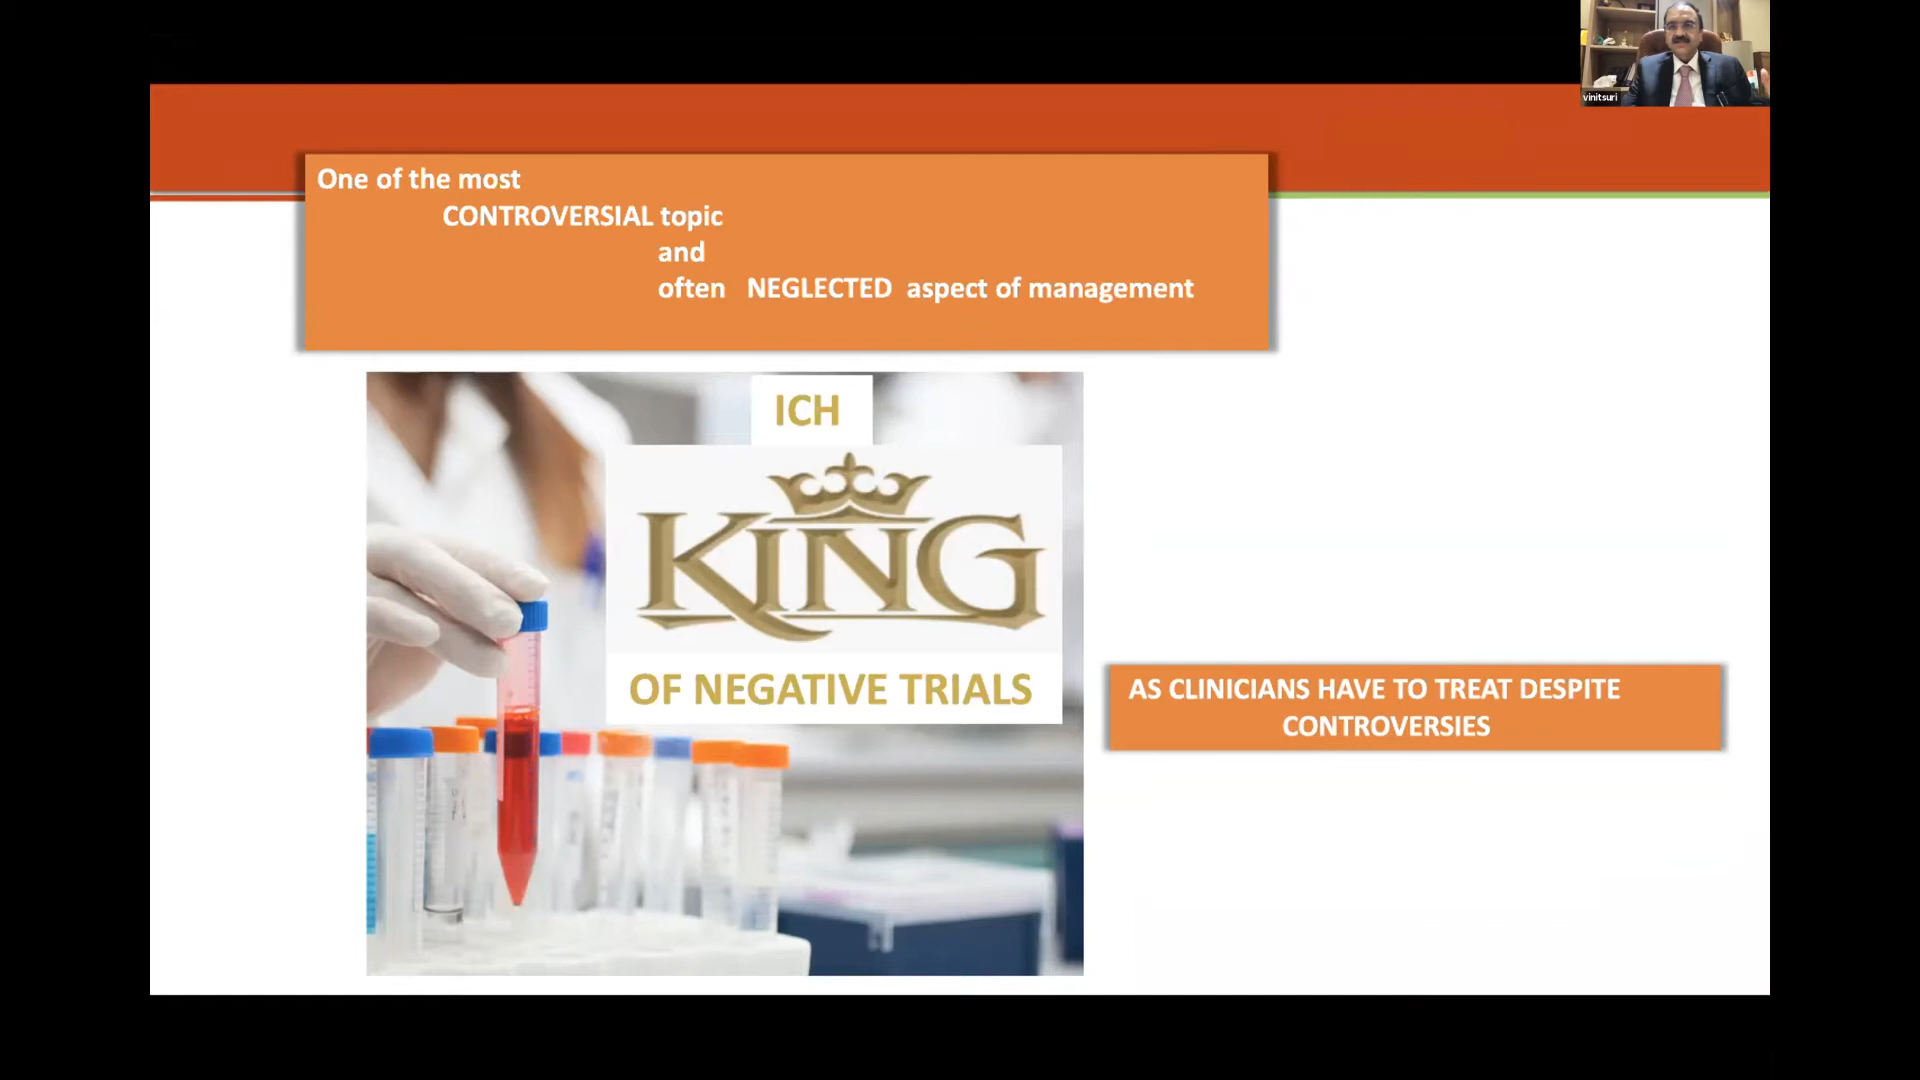 vinitsuri
One of the most
CONTROVERSIAL topic
and
often NEGLECTED aspect of management
ICH
KING
OF NEGATIVE TRIALS
AS CLINICIANS HAVE TO TREAT DESPITE
CONTROVERSIES